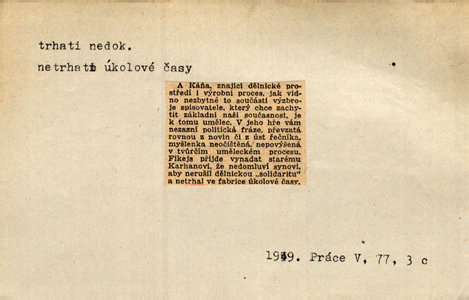 trhati nedok.
netrhati úkolové časy
A Káňa, znající dělnické pro-
středí i výrobní proces, jak vid-
no nezbytné to součásti výzbro-
je spisovatele, který chce zachy-
tit základní naši současnost, je
k tomu umělec. V jeho hře vám
nezazní politická fráze, převzatá
rovnou z novin či z úst řečníka,
myšlenka neočištěná, nepovýšená
v tvůrčím uměleckém procesu.
Fikejs přijde vynadat starému
Karhanovi, že nedomluví synovi,
aby nerušil dělnickou „solidaritu“
a netrhal ve fabrice úkolové časy.
1949. Práce V, 77, 3 c